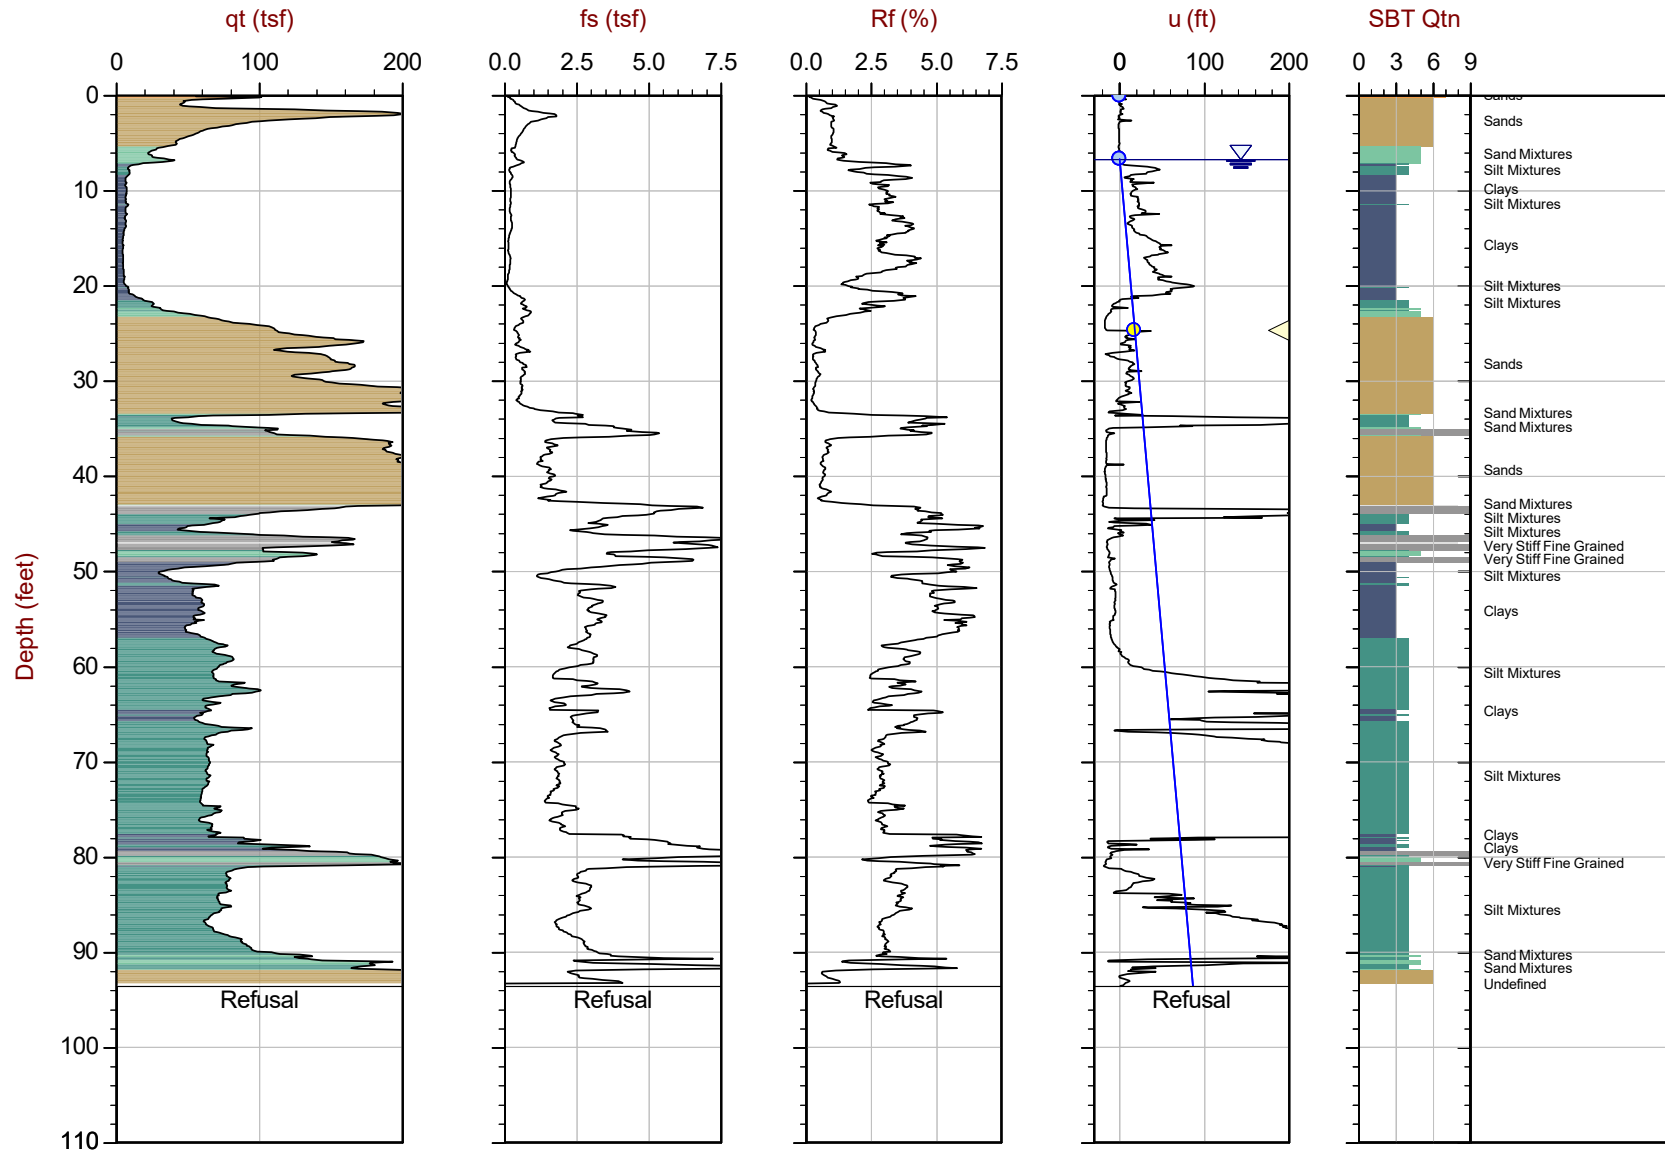 qt (tsf) fs (tsf) Rf (%) u (ft) SBT Qtn
0 100 200 0.0 2.5 5.0 7.5 0.0 2.5 5.0 7.5 0 100 200 0 3 6 9
0
Sands
Sands
Sand Mixtures
Silt Mixtures
10
Clays
Silt Mixtures
Clays
20
Silt Mixtures
Silt Mixtures
Sands
30
Sand Mixtures
Sand Mixtures
Sands
40
Sand Mixtures
Silt Mixtures
Silt Mixtures
Very Stiff Fine Grained
Very Stiff Fine Grained
50
Silt Mixtures
Clays
Depth (feet)
60
Silt Mixtures
Clays
70
Silt Mixtures
Clays
Clays
80
Very Stiff Fine Grained
Silt Mixtures
90
Sand Mixtures
Sand Mixtures
Undefined
Refusal Refusal Refusal Refusal
100
110